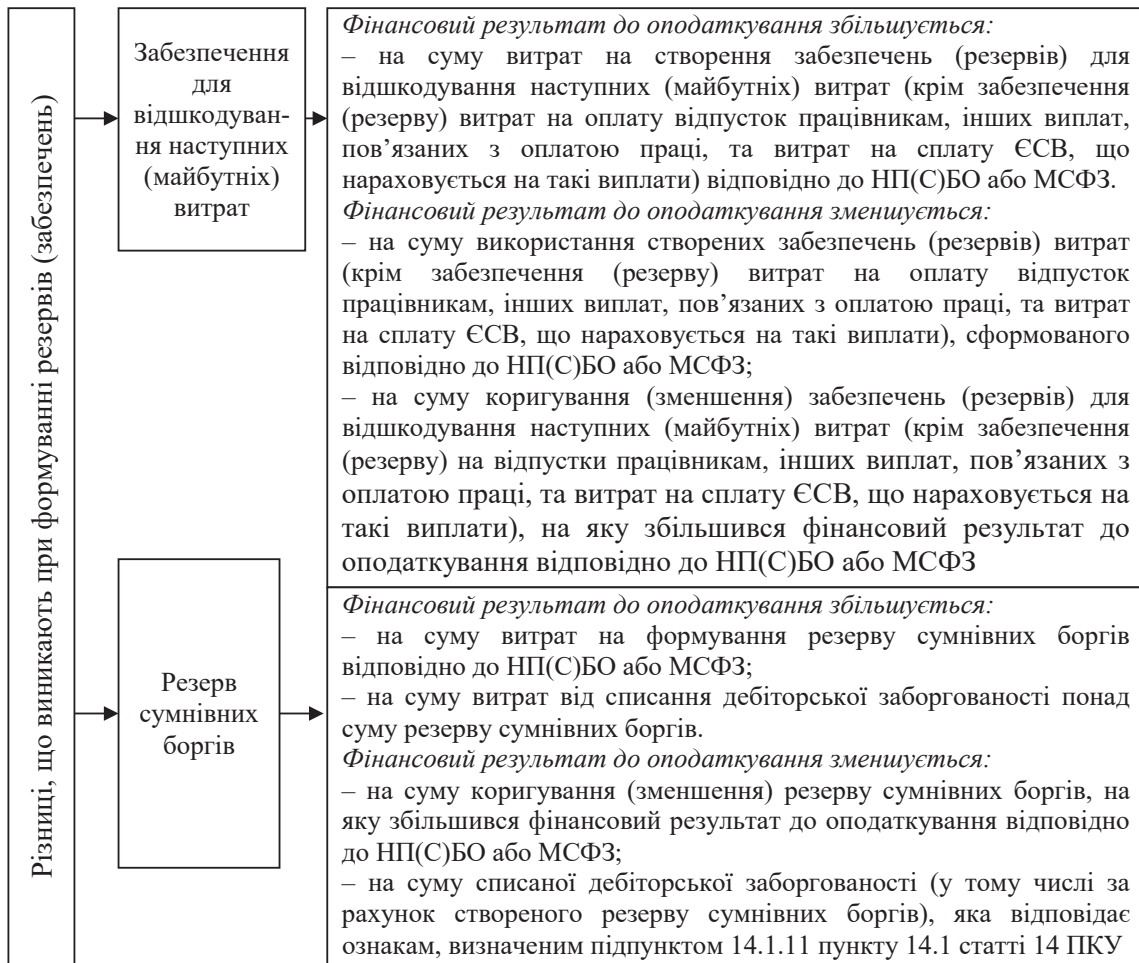 Різниці, що виникають при формуванні резервів (забезпечень)
Забезпечення
для
відшкодуван-
ня наступних
(майбутніх)
витрат
Фінансовий результат до оподаткування збільшується:
– на суму витрат на створення забезпечень (резервів) для
відшкодування наступних (майбутніх) витрат (крім забезпечення
(резерву) витрат на оплату відпусток працівникам, інших виплат,
пов’язаних з оплатою праці, та витрат на сплату ЄСВ, що
нараховується на такі виплати) відповідно до НП(С)БО або МСФЗ.
Фінансовий результат до оподаткування зменшується:
– на суму використання створених забезпечень (резервів) витрат
(крім забезпечення (резерву) витрат на оплату відпусток
працівникам, інших виплат, пов’язаних з оплатою праці, та витрат
на сплату ЄСВ, що нараховується на такі виплати), сформованого
відповідно до НП(С)БО або МСФЗ;
– на суму коригування (зменшення) забезпечень (резервів) для
відшкодування наступних (майбутніх) витрат (крім забезпечення
(резерву) на відпустки працівникам, інших виплат, пов’язаних з
оплатою праці, та витрат на сплату ЄСВ, що нараховується на
такі виплати), на яку збільшився фінансовий результат до
оподаткування відповідно до НП(С)БО або МСФЗ
Резерв
сумнівних
боргів
Фінансовий результат до оподаткування збільшується:
– на суму витрат на формування резерву сумнівних боргів
відповідно до НП(С)БО або МСФЗ;
– на суму витрат від списання дебіторської заборгованості понад
суму резерву сумнівних боргів.
Фінансовий результат до оподаткування зменшується:
– на суму коригування (зменшення) резерву сумнівних боргів, на
яку збільшився фінансовий результат до оподаткування відповідно
до НП(С)БО або МСФЗ;
– на суму списаної дебіторської заборгованості (у тому числі за
рахунок створеного резерву сумнівних боргів), яка відповідає
ознакам, визначеним підпунктом 14.1.11 пункту 14.1 статті 14 ПКУ